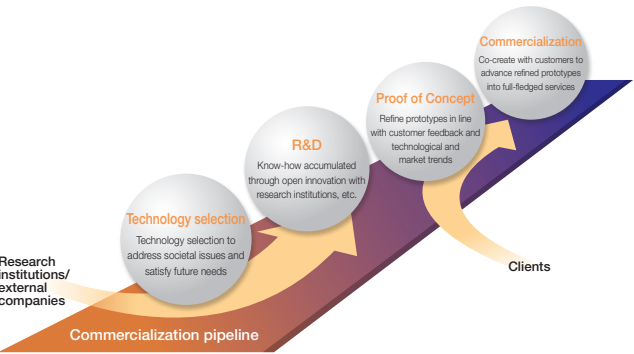 Commercialization
Co-create with customers to
advance refined prototypes
into full-fledged services
Proof of Concept
Refine prototypes in line
with customer feedback and
technological and
market trends
R&D
Know-how accumulated
through open innovation with
research institutions, etc.
Technology selection
Technology selection to
address societal issues and
satisfy future needs
Research
institutions/
external
companies
Clients
Commercialization pipeline